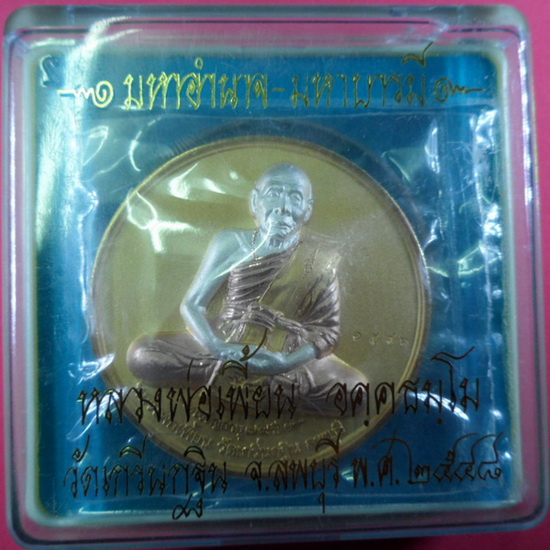 มหาอำนาจ - มหาบารมี
หลวงพ่อเพี้ยน อคฺคธมฺโม
วัดเกริ่นกฐิน จ.ลพบุรี พ.ศ. ๒๕๔๘